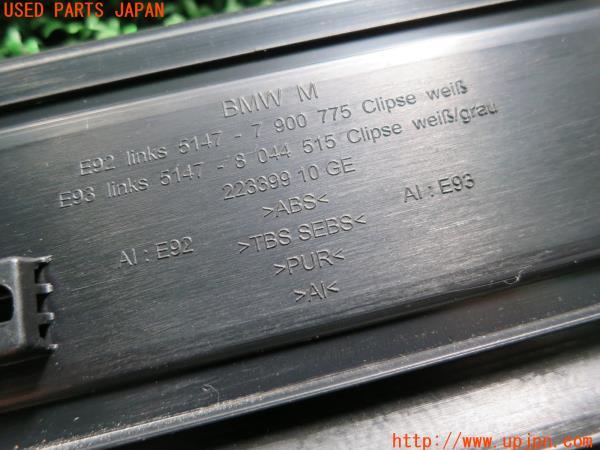 USED PARTS JAPAN
BMW M
E92 links 5147 - 7 900 775 Clipse weiß
E93 links 5147 - 8 044 515 Clipse weiß/grau
223399 10 GE
>ABS<
AI : E92
>TBS SEBS<
AI : E93
>PUR<
>AI<
http://www.upjpn.com